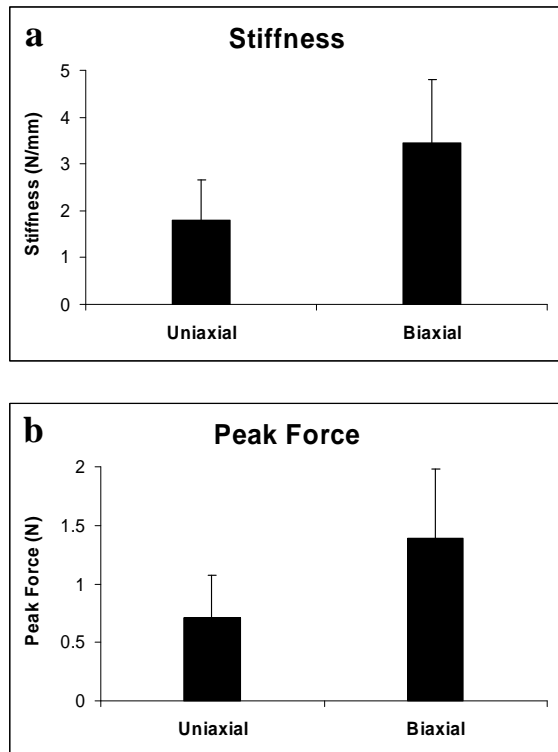 a
Stiffness
Stiffness (N/mm)
5
4
3
2
1
0
Uniaxial Biaxial
b
Peak Force
Peak Force (N)
2
1.5
1
0.5
0
Uniaxial Biaxial